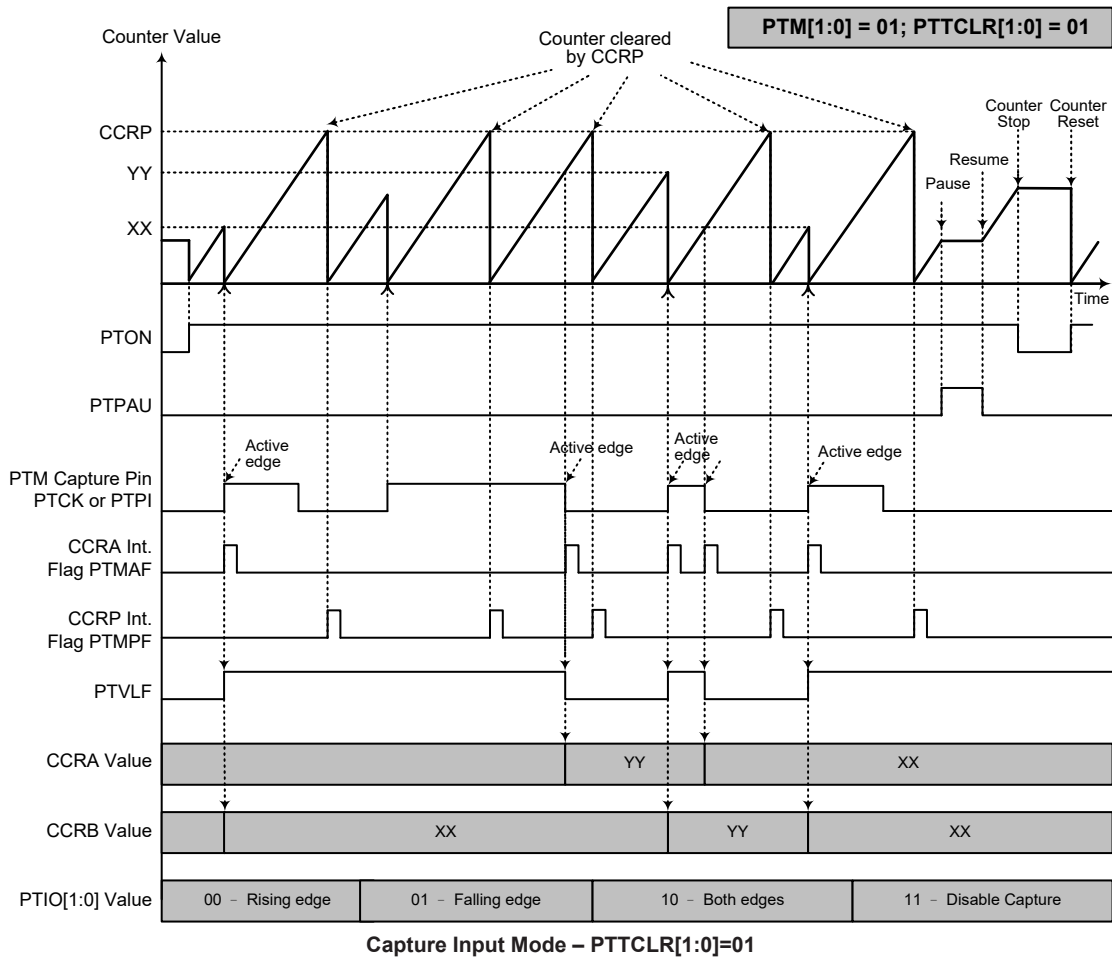 PTM[1:0] = 01; PTTCLR[1:0] = 01
Counter Value
Counter cleared
by CCRP
CCRP
YY
XX
Counter
Stop
Counter
Reset
Resume
Pause
Time
PTON
PTPAU
Active
edge
Active edge
Active
edge
Active edge
PTM Capture Pin
PTCK or PTPI
CCRA Int.
Flag PTMAF
CCRP Int.
Flag PTMPF
PTVLF
CCRA Value
YY
XX
CCRB Value
XX
YY
XX
PTIO[1:0] Value
00 - Rising edge
01 - Falling edge
10 - Both edges
11 - Disable Capture
Capture Input Mode – PTTCLR[1:0]=01